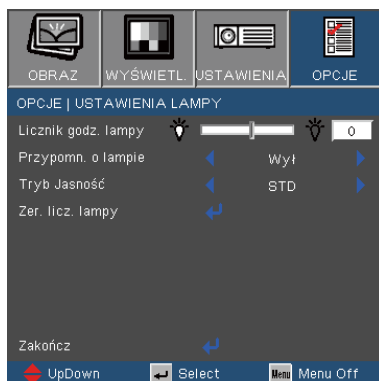 OBRAZ WYŚWIETL. USTAWIENIA OPCJE
OPCJE | USTAWIENIA LAMPY
Licznik godz. lampy 0
Przypomn. o lampie Wył
Tryb Jasność STD
Zer. licz. lampy
Zakończ
UpDown Select Menu Menu Off